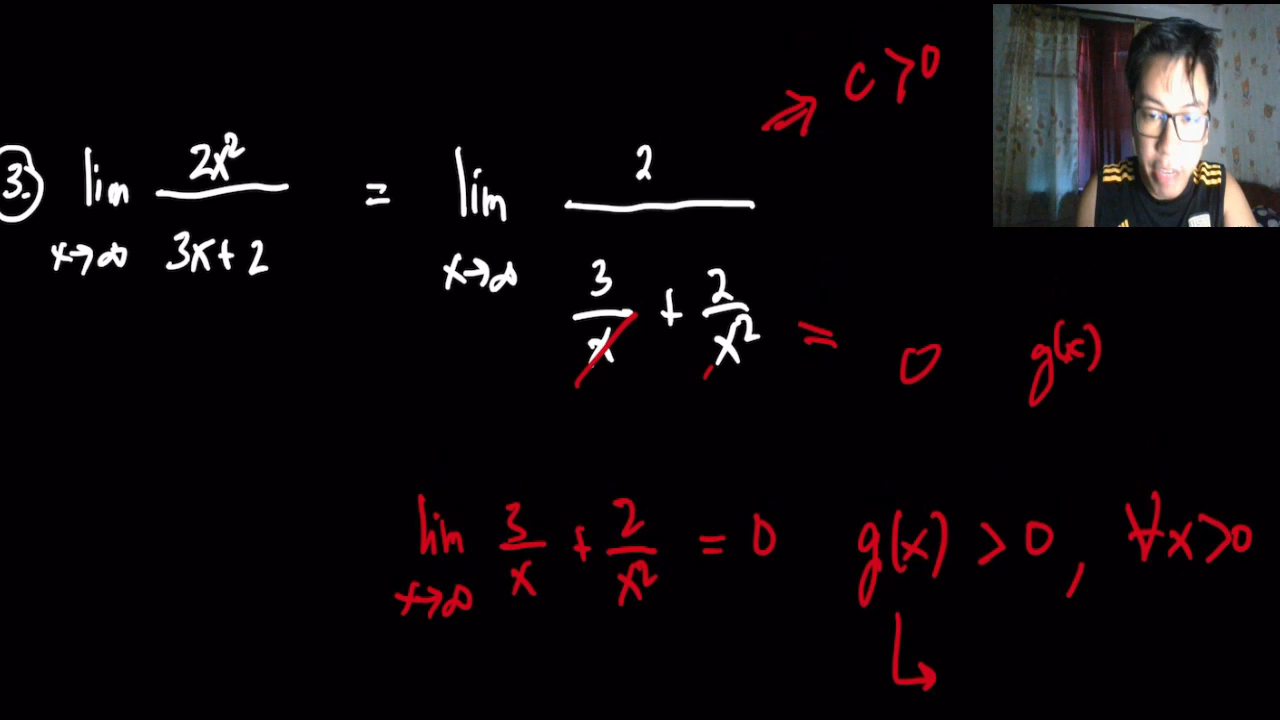 ⇒ c > 0
3. lim x→∞ 2x² / 3x + 2 = lim x→∞ 2 / 3/x + 2/x² = 0 g(x)
lim x→∞ 3/x + 2/x² = 0 g(x) > 0, ∀x > 0
↳